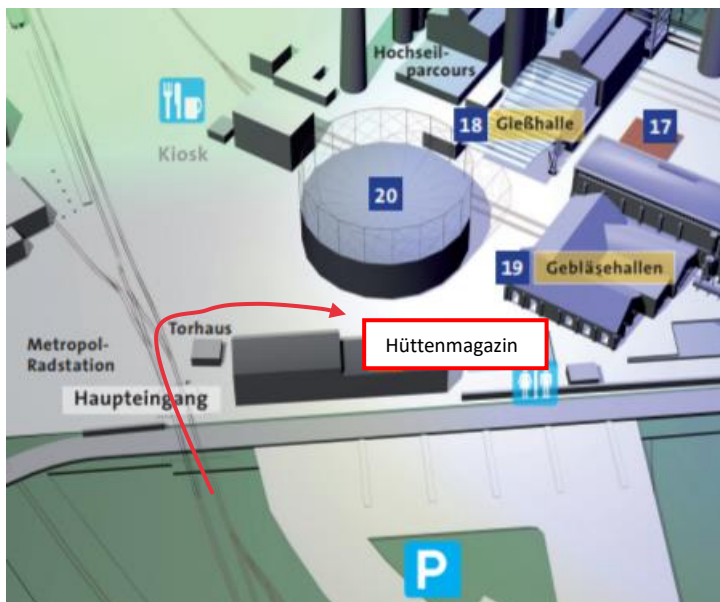 Hochseil-
parcours
18 Gießhalle
17
Kiosk
20
19 Gebläsehallen
Torhaus
Hüttenmagazin
Metropol-
Radstation
Haupteingang
P